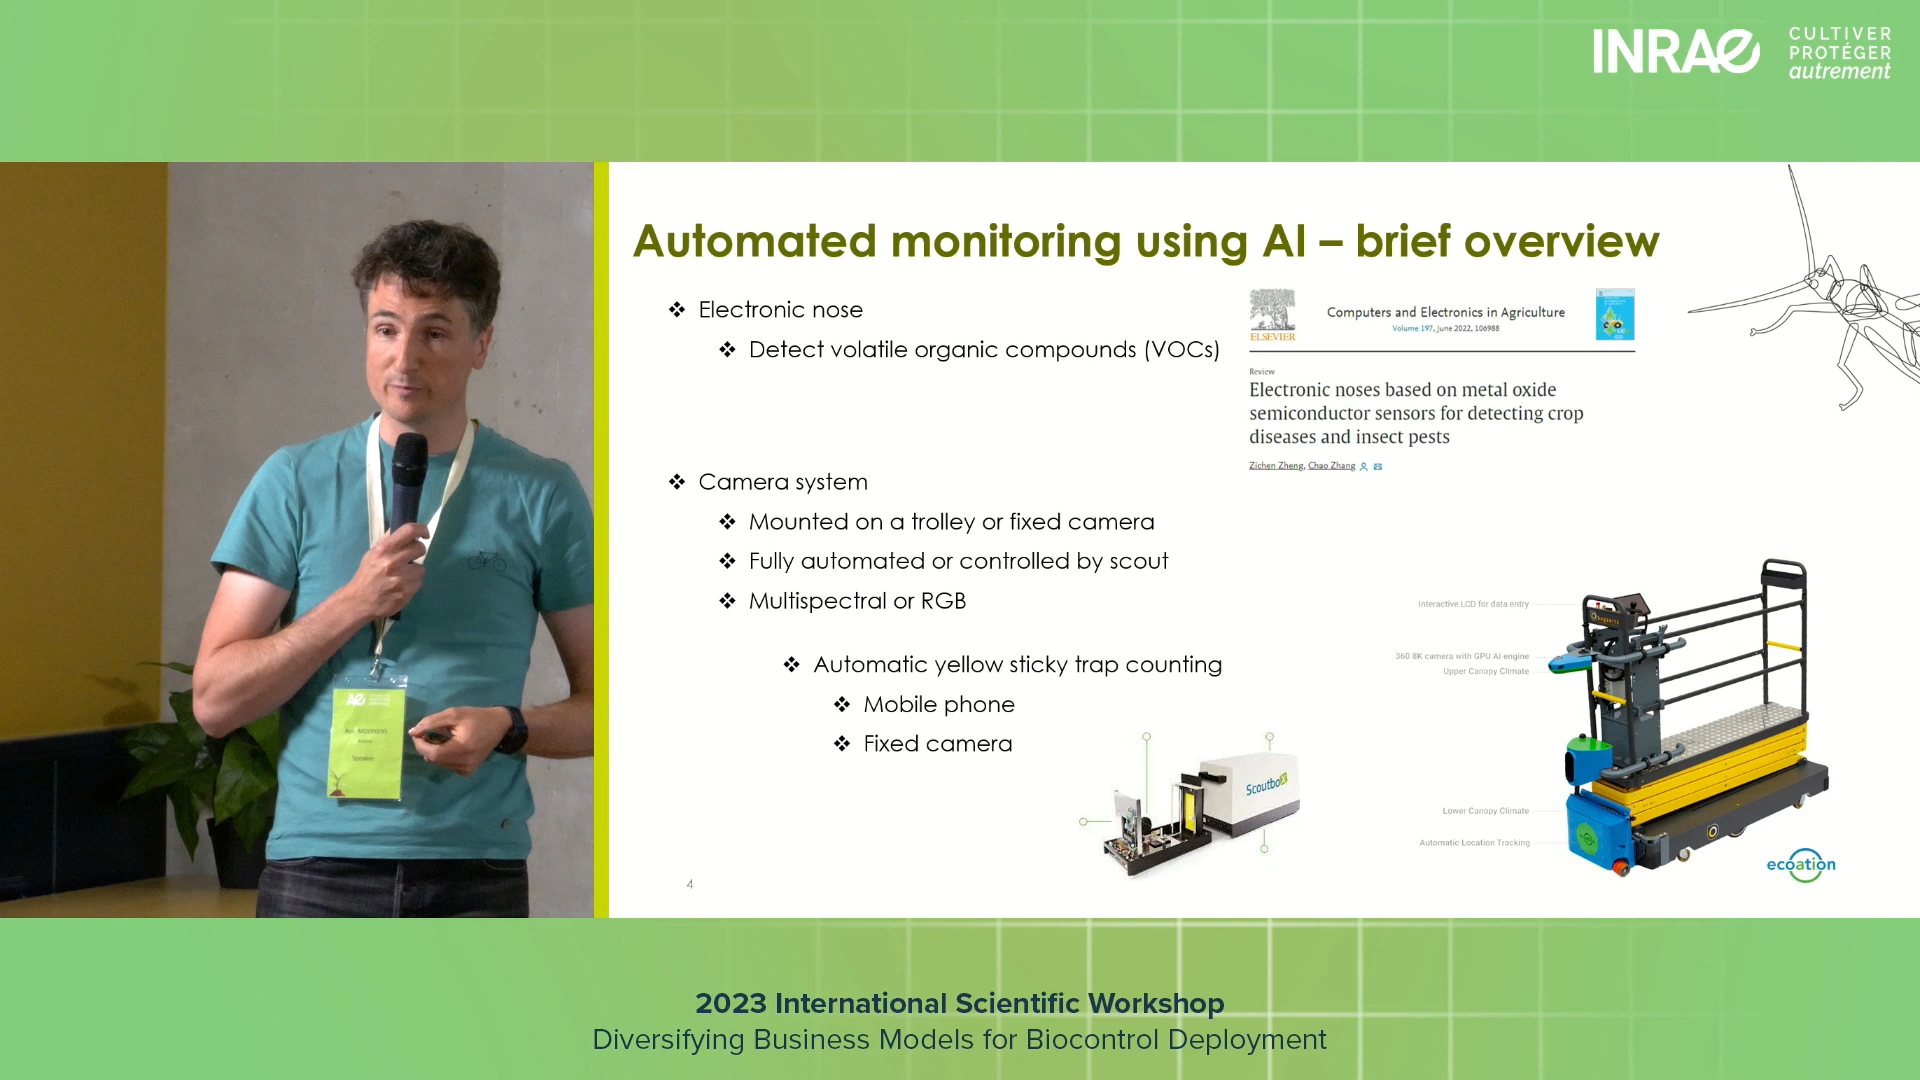 INRAE
CULTIVER
PROTÉGER
autrement
Automated monitoring using AI – brief overview
❖ Electronic nose
❖ Detect volatile organic compounds (VOCs)
❖ Camera system
❖ Mounted on a trolley or fixed camera
❖ Fully automated or controlled by scout
❖ Multispectral or RGB
❖ Automatic yellow sticky trap counting
❖ Mobile phone
❖ Fixed camera
4
ELSEVIER
Computers and Electronics in Agriculture
Volume 197, June 2022, 106988
Review
Electronic noses based on metal oxide
semiconductor sensors for detecting crop
diseases and insect pests
Zichen Zheng, Chao Zhang
Interactive LCD for data entry
360 8K camera with GPU AI engine
Upper Canopy Climate
Lower Canopy Climate
Automatic Location Tracking
ScoutboX
ecoation
MOERKENS
Speaker
2023 International Scientific Workshop
Diversifying Business Models for Biocontrol Deployment